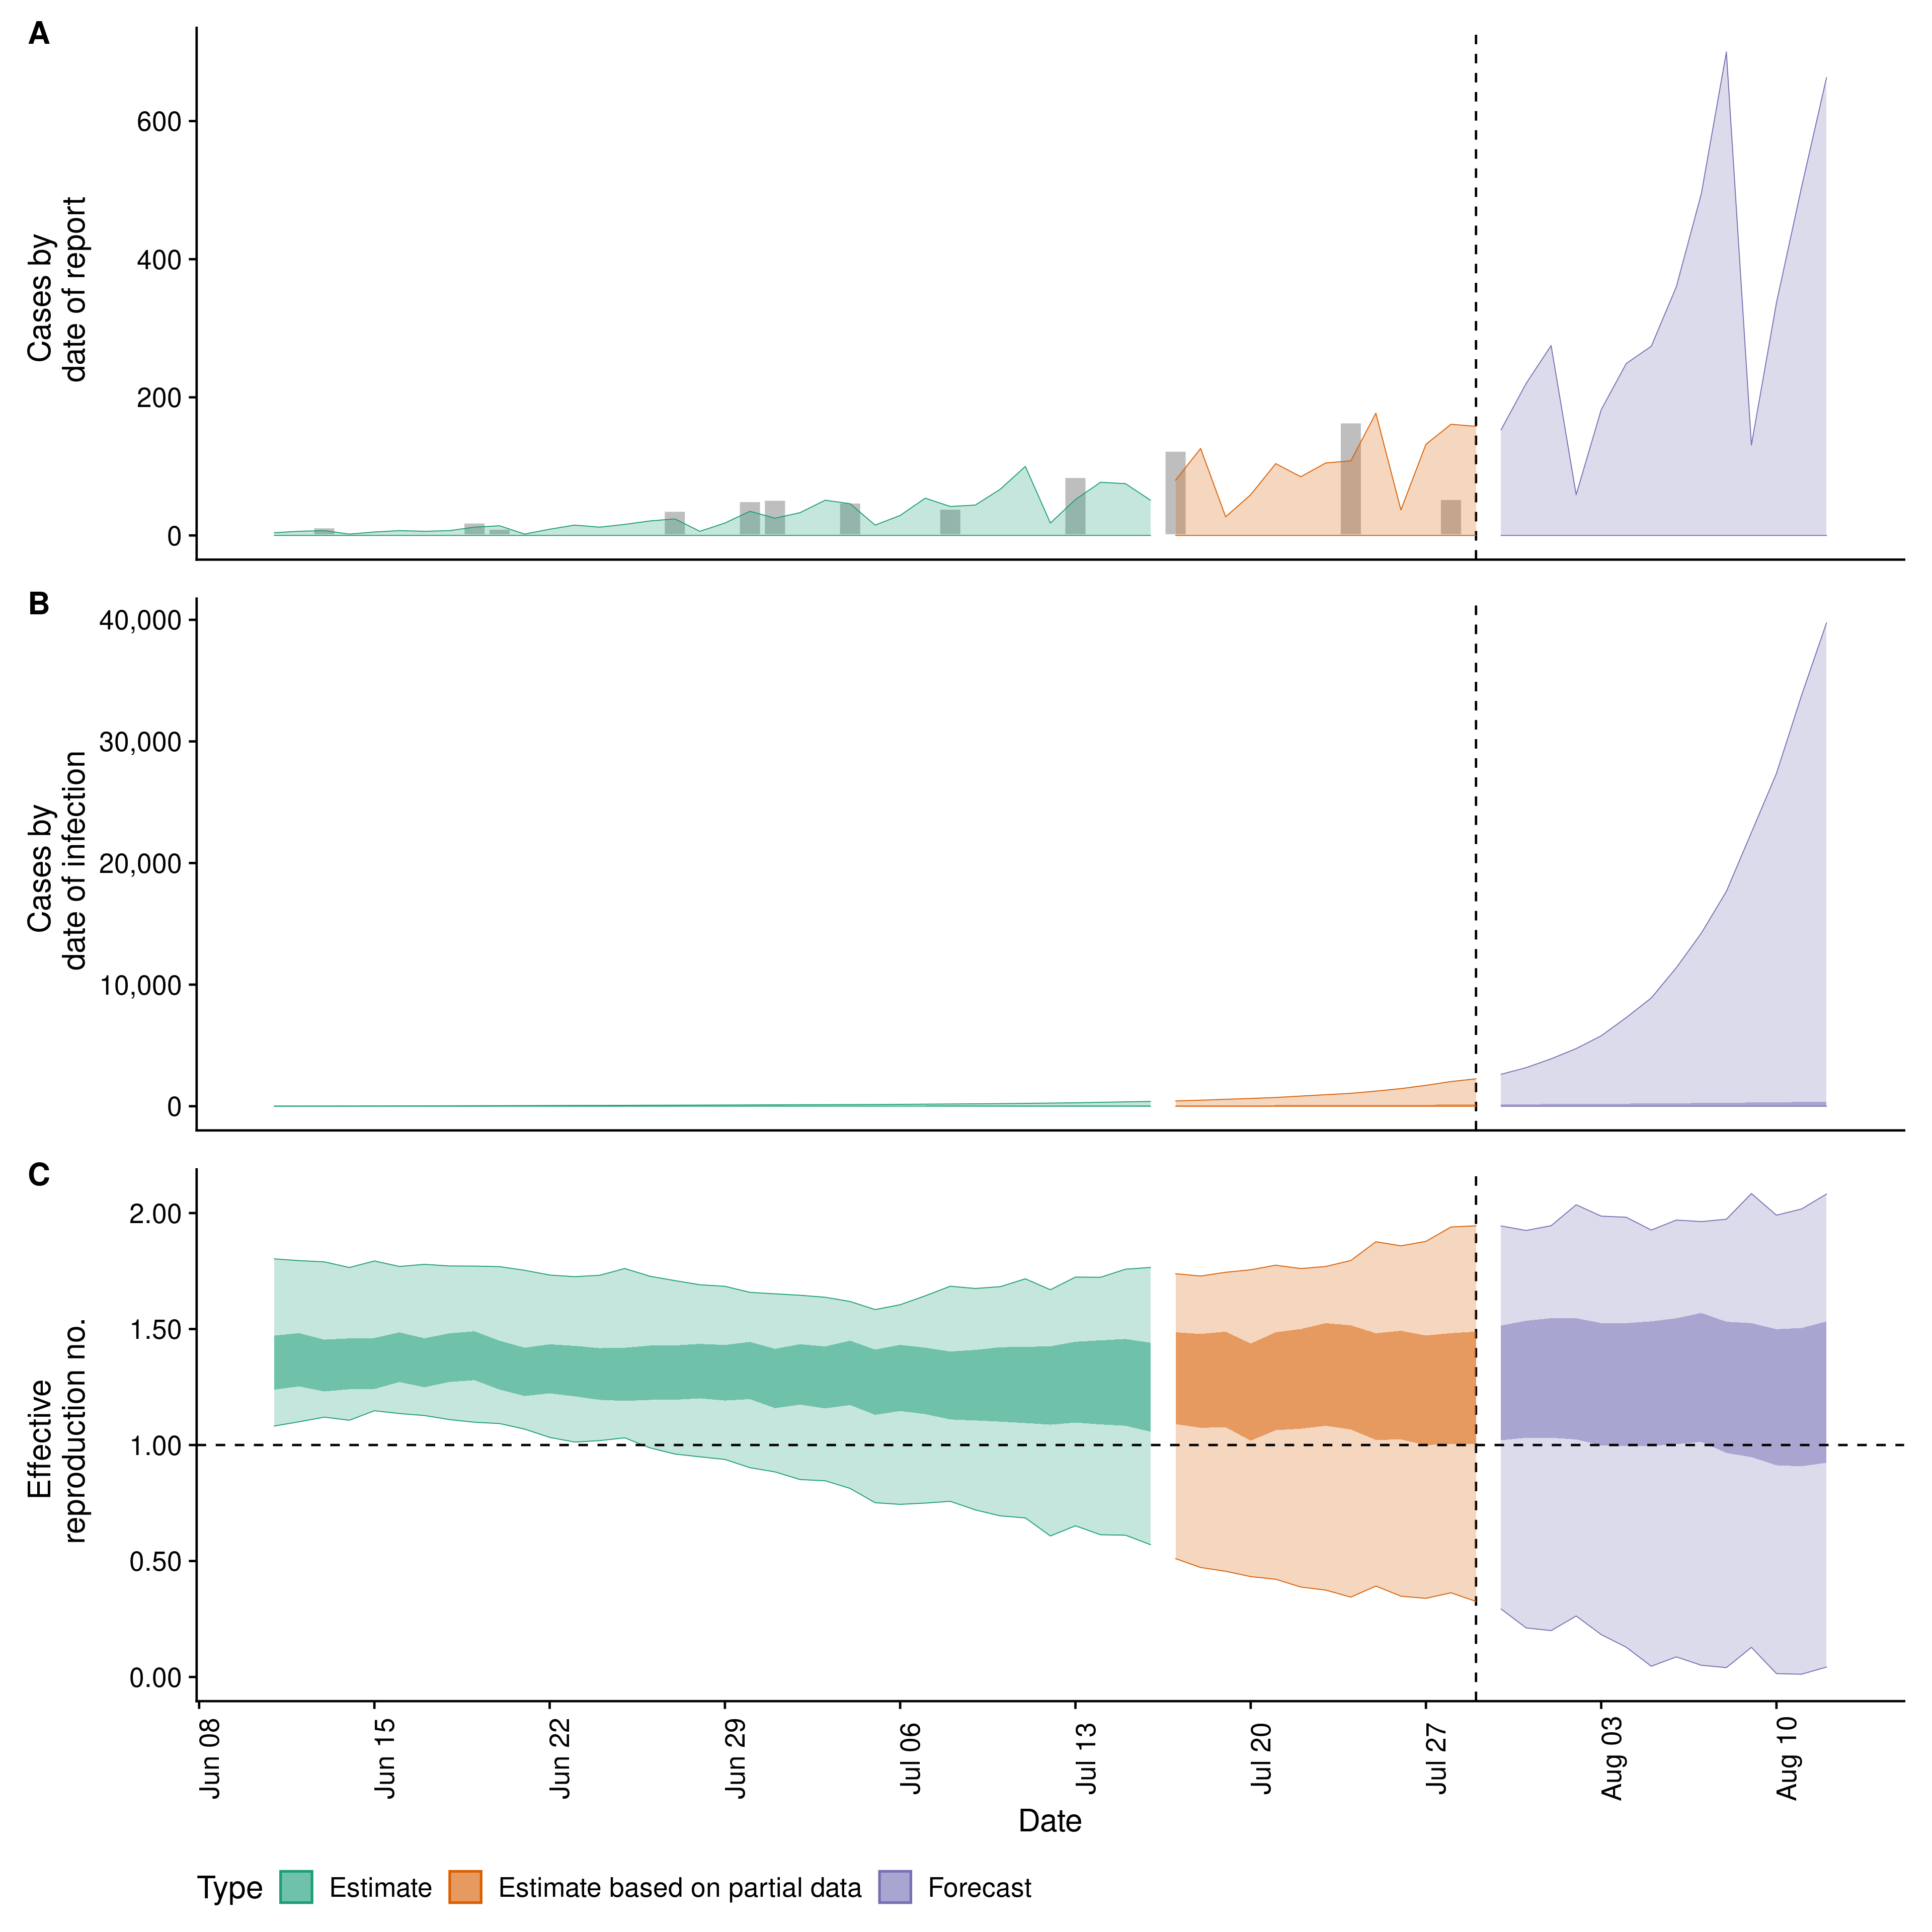 A
Cases by
date of report
600
400
200
0
B
Cases by
date of infection
40,000
30,000
20,000
10,000
0
C
Effective
reproduction no.
2.00
1.50
1.00
0.50
0.00
Jun 08
Jun 15
Jun 22
Jun 29
Jul 06
Jul 13
Jul 20
Jul 27
Aug 03
Aug 10
Date
Type
Estimate
Estimate based on partial data
Forecast